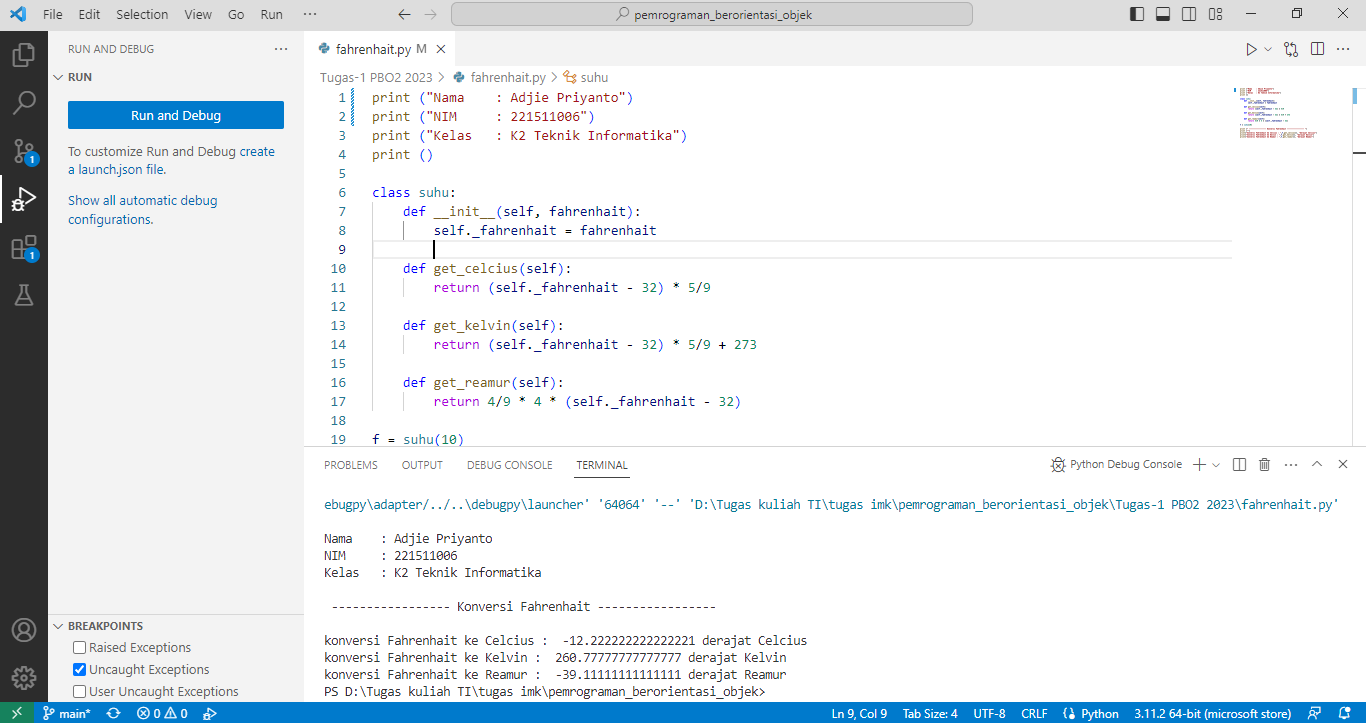 File Edit Selection View Go Run ··· pemrograman_berorientasi_objek
RUN AND DEBUG ···
RUN
Run and Debug
To customize Run and Debug create
a launch.json file.
Show all automatic debug
configurations.
1
1
BREAKPOINTS
Raised Exceptions
Uncaught Exceptions
User Uncaught Exceptions
fahrenhait.py M
Tugas-1 PBO2 2023 > fahrenhait.py > suhu
1 print ("Nama    : Adjie Priyanto")
2 print ("NIM     : 221511006")
3 print ("Kelas   : K2 Teknik Informatika")
4 print ()
5
6 class suhu:
7     def __init__(self, fahrenhait):
8         self._fahrenhait = fahrenhait
9
10     def get_celcius(self):
11         return (self._fahrenhait - 32) * 5/9
12
13     def get_kelvin(self):
14         return (self._fahrenhait - 32) * 5/9 + 273
15
16     def get_reamur(self):
17         return 4/9 * 4 * (self._fahrenhait - 32)
18
19 f = suhu(10)
PROBLEMS OUTPUT DEBUG CONSOLE TERMINAL Python Debug Console
ebugpy\adapter/../..\debugpy\launcher' '64064' '--' 'D:\Tugas kuliah TI\tugas imk\pemrograman_berorientasi_objek\Tugas-1 PBO2 2023\fahrenhait.py'
Nama    : Adjie Priyanto
NIM     : 221511006
Kelas   : K2 Teknik Informatika
----------------- Konversi Fahrenhait -----------------
konversi Fahrenhait ke Celcius :  -12.222222222222221 derajat Celcius
konversi Fahrenhait ke Kelvin :  260.77777777777777 derajat Kelvin
konversi Fahrenhait ke Reamur :  -39.11111111111111 derajat Reamur
PS D:\Tugas kuliah TI\tugas imk\pemrograman_berorientasi_objek>
main* 0 0 Ln 9, Col 9 Tab Size: 4 UTF-8 CRLF Python 3.11.2 64-bit (microsoft store)